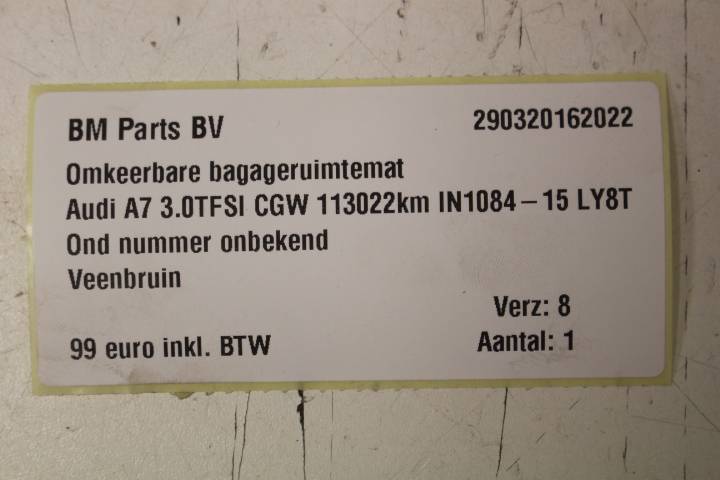 BM Parts BV 290320162022
Omkeerbare bagageruimtemat
Audi A7 3.0TFSI CGW 113022km IN1084-15 LY8T
Ond nummer onbekend
Veenbruin
Verz: 8
99 euro inkl. BTW Aantal: 1